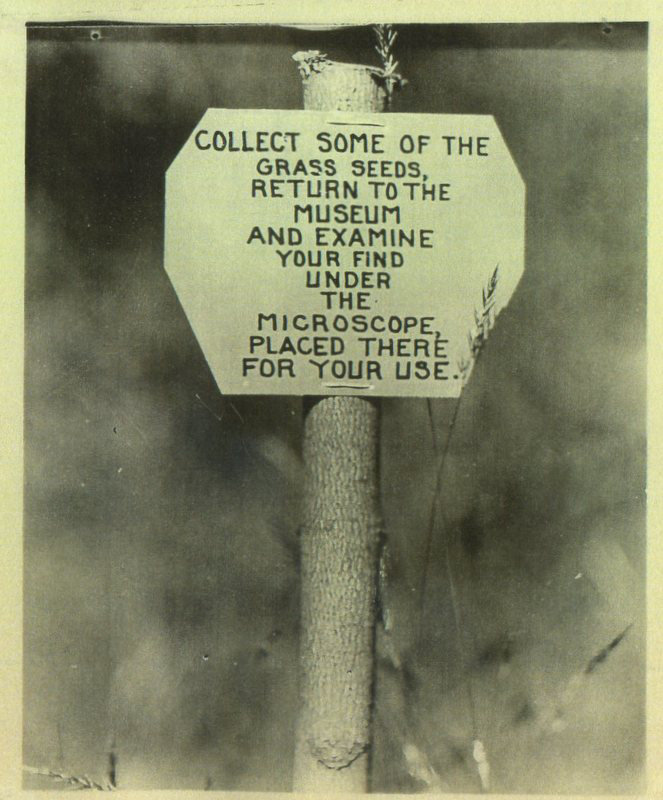 COLLECT SOME OF THE
GRASS SEEDS,
RETURN TO THE
MUSEUM
AND EXAMINE
YOUR FIND
UNDER
THE
MICROSCOPE,
PLACED THERE
FOR YOUR USE.